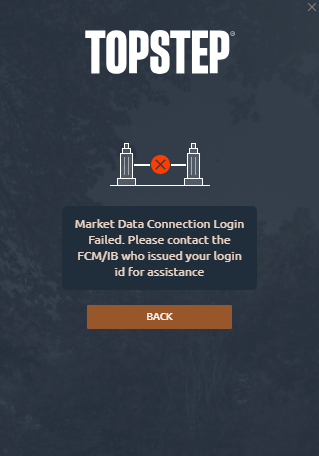 TOPSTEP®
Market Data Connection Login
Failed. Please contact the
FCM/IB who issued your login
id for assistance
BACK